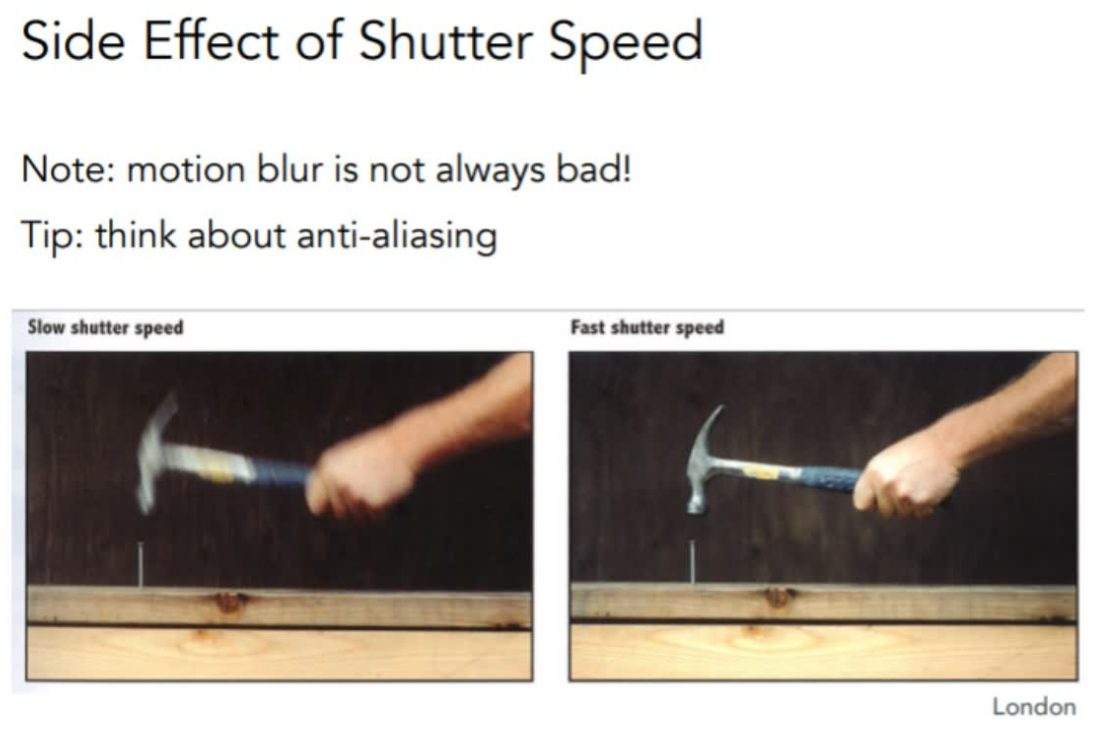 Side Effect of Shutter Speed
Note: motion blur is not always bad!
Tip: think about anti-aliasing
Slow shutter speed
Fast shutter speed
London